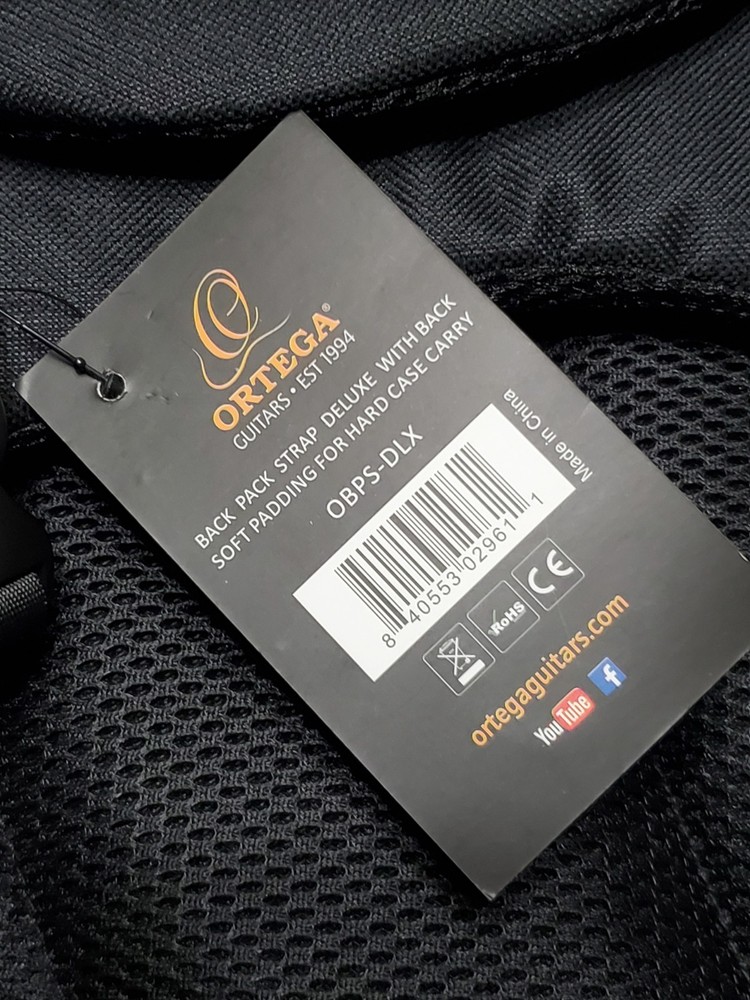 ORTEGA®
GUITARS • EST 1994
BACK PACK STRAP DELUXE WITH BACK
SOFT PADDING FOR HARD CASE CARRY
OBPS-DLX
Made in China
8 40553 02961 1
RoHS
CE
ortegaguitars.com
YouTube f